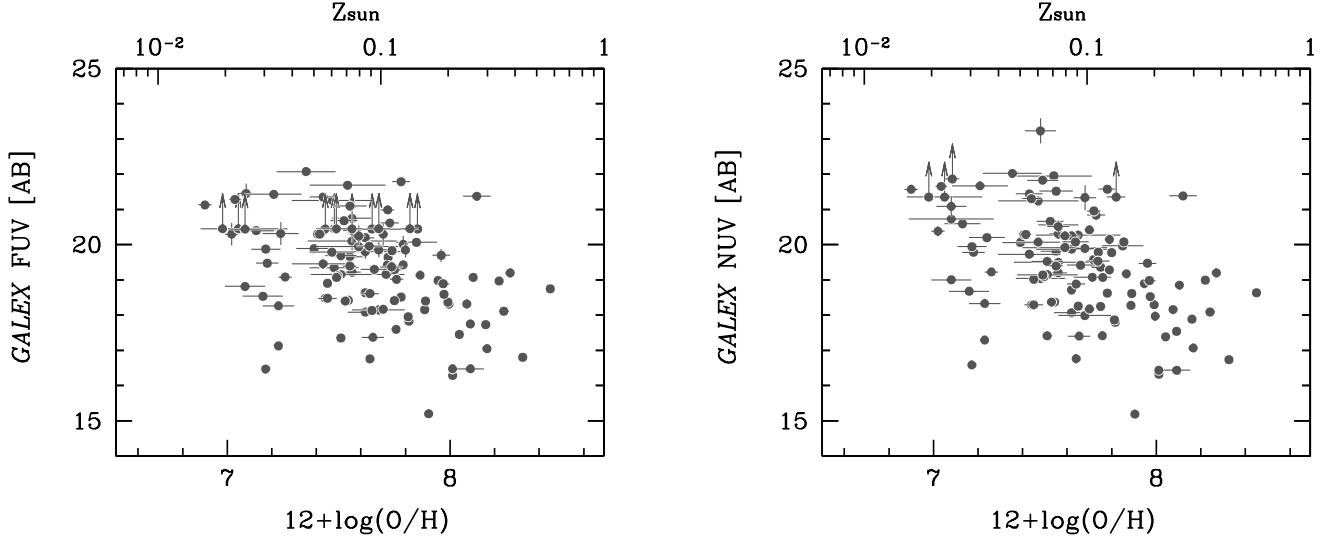 Zsun
10⁻² 0.1 1
25
20
15
GALEX FUV [AB]
7 8
12+log(O/H)
Zsun
10⁻² 0.1 1
25
20
15
GALEX NUV [AB]
7 8
12+log(O/H)